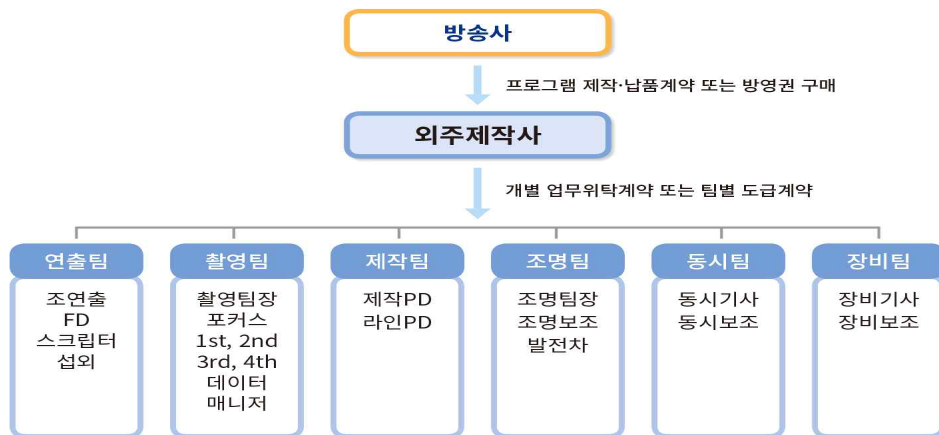 방송사
프로그램 제작·납품계약 또는 방영권 구매
외주제작사
개별 업무위탁계약 또는 팀별 도급계약
연출팀
조연출
FD
스크립터
섭외
촬영팀
촬영팀장
포커스
1st, 2nd
3rd, 4th
데이터
매니저
제작팀
제작PD
라인PD
조명팀
조명팀장
조명보조
발전차
동시팀
동시기사
동시보조
장비팀
장비기사
장비보조